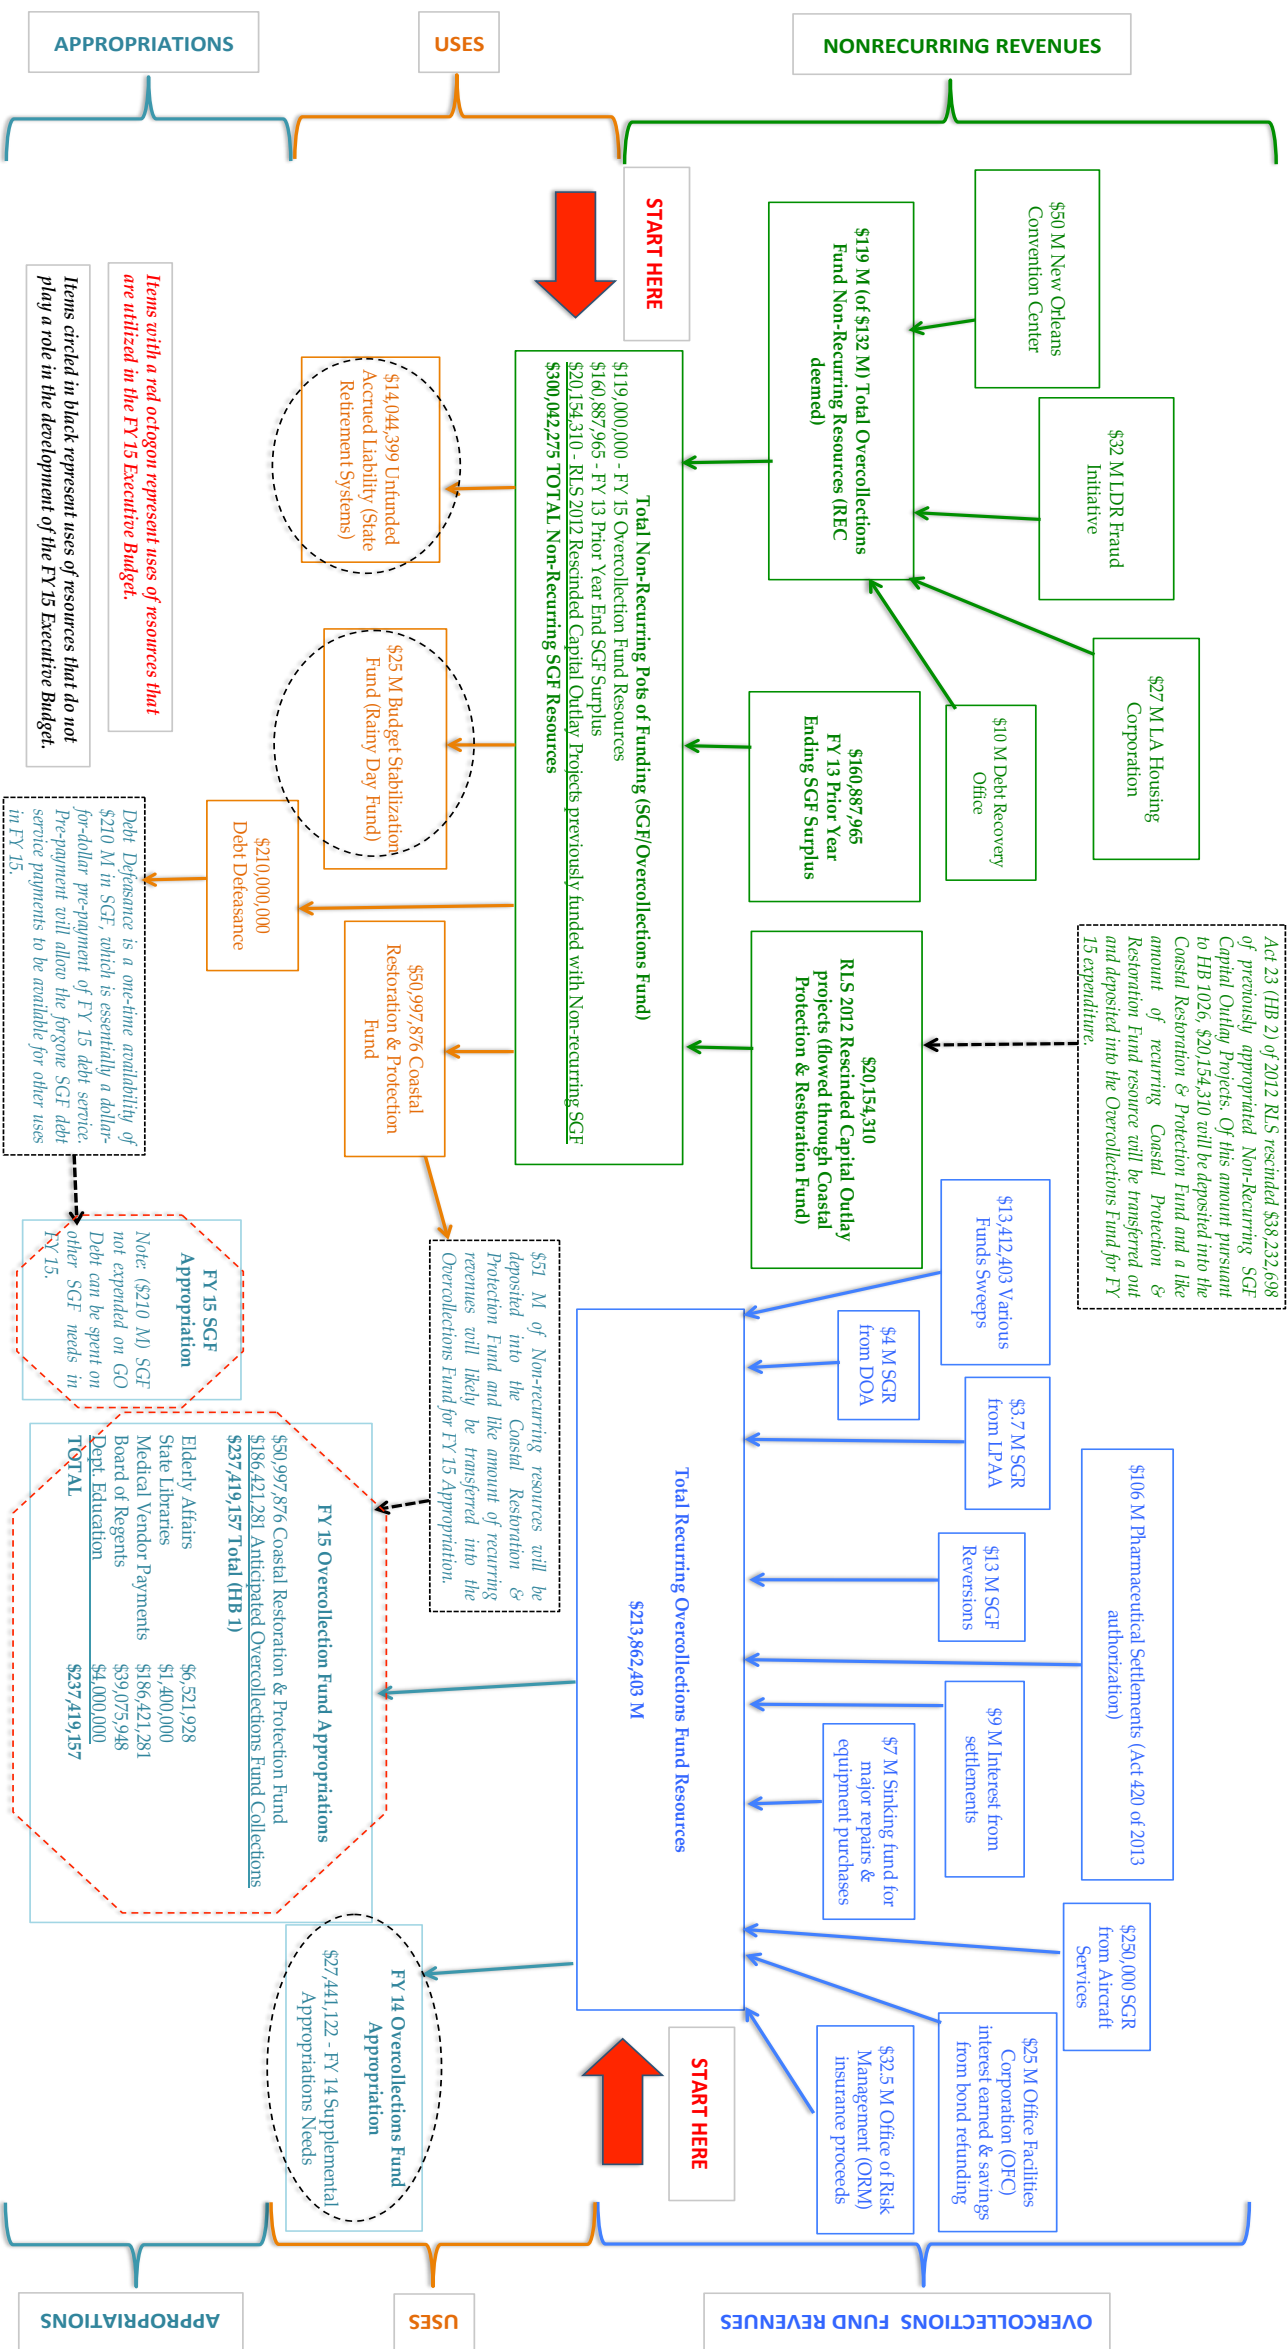 NONRECURRING REVENUES
USES
APPROPRIATIONS
START HERE
$50 M New Orleans
Convention Center
$32 M LDR Fraud
Initiative
$27 M LA Housing
Corporation
$10 M Debt Recovery
Office
$119 M (of $132 M) Total Overcollections
Fund Non-Recurring Resources (REC
deemed)
$160,887,965
FY 13 Prior Year
Ending SGF Surplus
$20,154,310
RLS 2012 Rescinded Capital Outlay
projects (flowed through Coastal
Protection & Restoration Fund)
Act 23 (HB 2) of 2012 RLS rescinded $38,232,698
of previously appropriated Non-Recurring SGF
Capital Outlay Projects. Of this amount pursuant
to HB 1026, $20,154,310 will be deposited into the
Coastal Restoration & Protection Fund and a like
amount of recurring Coastal Protection &
Restoration Fund resource will be transferred out
and deposited into the Overcollections Fund for FY
15 expenditure.
Total Non-Recurring Pots of Funding (SGF/Overcollections Fund)
$119,000,000 - FY 15 Overcollection Fund Resources
$160,887,965 - FY 13 Prior Year End SGF Surplus
$20,154,310 - RLS 2012 Rescinded Capital Outlay Projects previously funded with Non-recurring SGF
$300,042,275 TOTAL Non-Recurring SGF Resources
$14,044,399 Unfunded
Accrued Liability (State
Retirement Systems)
$25 M Budget Stabilization
Fund (Rainy Day Fund)
$210,000,000
Debt Defeasance
$50,997,876 Coastal
Restoration & Protection
Fund
Items with a red octogon represent uses of resources that
are utilized in the FY 15 Executive Budget.
Items circled in black represent uses of resources that do not
play a role in the development of the FY 15 Executive Budget.
Debt Defeasance is a one-time availability of
$210 M in SGF, which is essentially a dollar-
for-dollar pre-payment of FY 15 debt service.
Pre-payment will allow the forgone SGF debt
service payments to be available for other uses
in FY 15.
$51 M of Non-recurring resources will be
deposited into the Coastal Restoration &
Protection Fund and like amount of recurring
revenues will likely be transferred into the
Overcollections Fund for FY 15 Appropriation.
FY 15 SGF
Appropriation
Note: ($210 M) SGF
not expended on GO
Debt can be spent on
other SGF needs in
FY 15.
$13,412,403 Various
Funds Sweeps
$4 M SGR
from DOA
$3.7 M SGR
from LPAA
$13 M SGF
Reversions
$106 M Pharmaceutical Settlements (Act 420 of 2013
authorization)
$9 M Interest from
settlements
$7 M Sinking fund for
major repairs &
equipment purchases
$250,000 SGR
from Aircraft
Services
$25 M Office Facilities
Corporation (OFC)
interest earned & savings
from bond refunding
$32.5 M Office of Risk
Management (ORM)
insurance proceeds
Total Recurring Overcollections Fund Resources
$213,862,403 M
START HERE
FY 15 Overcollection Fund Appropriations
$50,997,876 Coastal Restoration & Protection Fund
$186,421,281 Anticipated Overcollections Fund Collections
$237,419,157 Total (HB 1)
Elderly Affairs $6,521,928
State Libraries $1,400,000
Medical Vendor Payments $186,421,281
Board of Regents $39,075,948
Dept. Education $4,000,000
TOTAL $237,419,157
FY 14 Overcollections Fund
Appropriation
$27,441,122 - FY 14 Supplemental
Appropriations Needs
OVERCOLLECTIONS FUND REVENUES
USES
APPROPRIATIONS